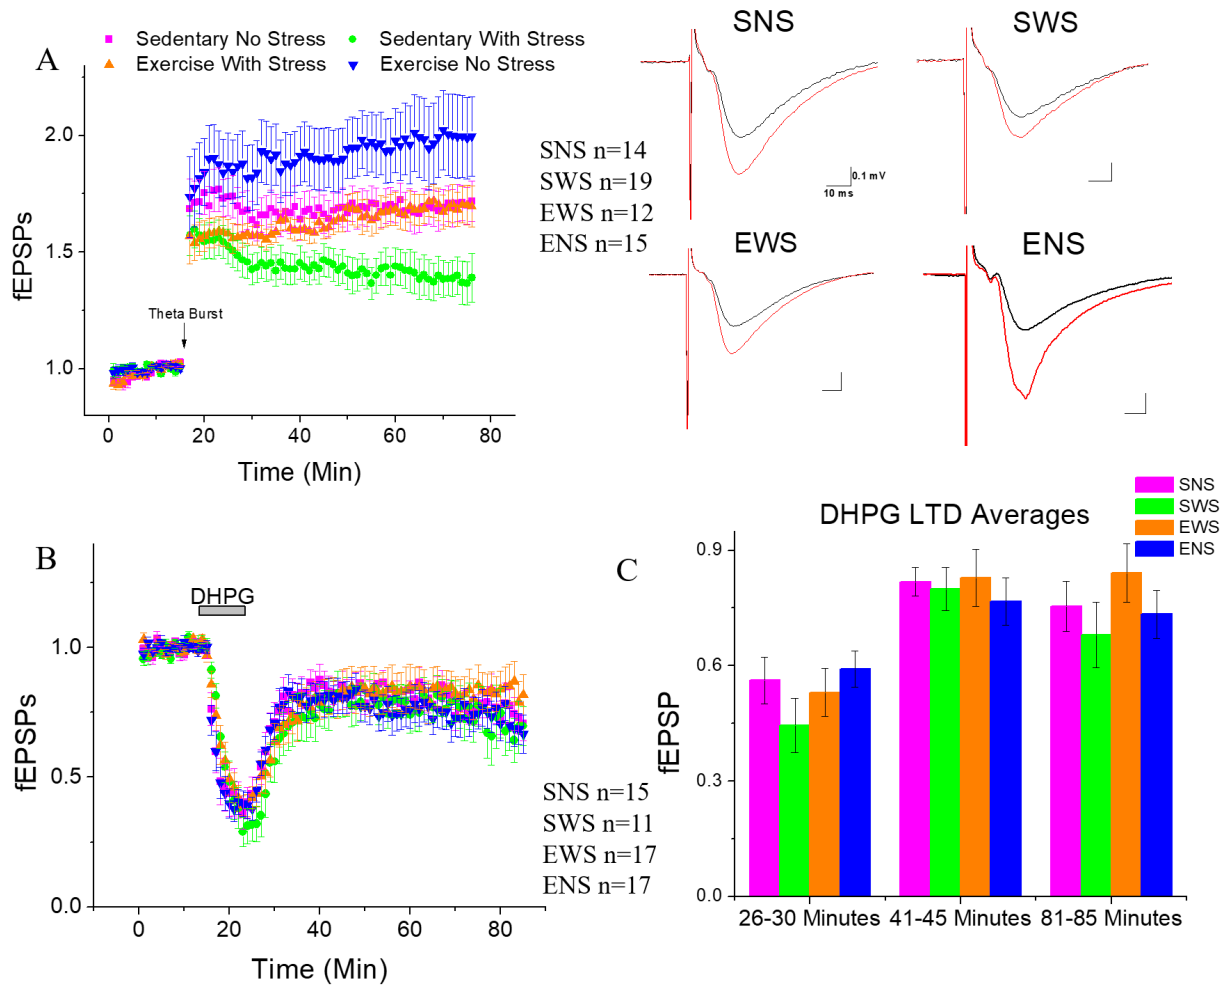 A
Sedentary No Stress
Sedentary With Stress
Exercise With Stress
Exercise No Stress
2.0
1.5
1.0
fEPSPs
Theta Burst
0
20
40
60
80
Time (Min)
SNS n=14
SWS n=19
EWS n=12
ENS n=15
SNS
SWS
0.1 mV
10 ms
EWS
ENS
B
DHPG
1.0
0.5
0.0
fEPSPs
0
20
40
60
80
Time (Min)
SNS n=15
SWS n=11
EWS n=17
ENS n=17
C
DHPG LTD Averages
SNS
SWS
EWS
ENS
0.9
0.6
0.3
0.0
fEPSP
26-30 Minutes
41-45 Minutes
81-85 Minutes